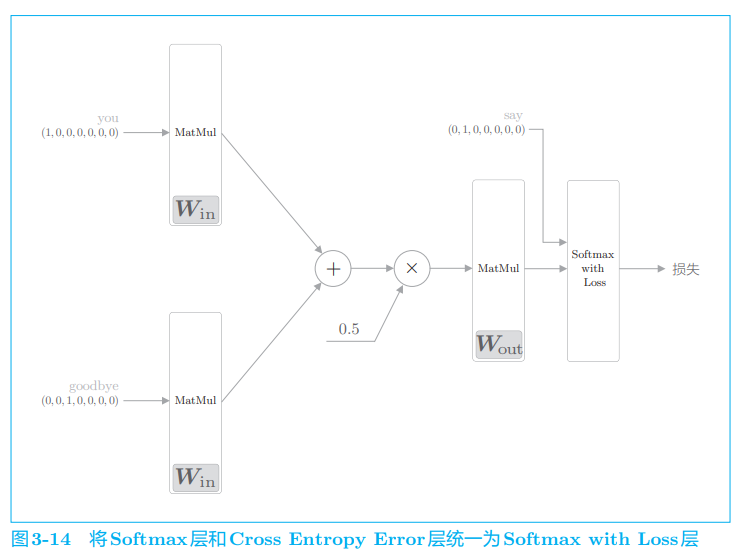 you
(1, 0, 0, 0, 0, 0, 0)
MatMul
W in
say
(0, 1, 0, 0, 0, 0, 0)
+
×
0.5
MatMul
W out
Softmax
with
Loss
损失
goodbye
(0, 0, 1, 0, 0, 0, 0)
MatMul
W in
图3-14 将Softmax层和Cross Entropy Error层统一为Softmax with Loss层